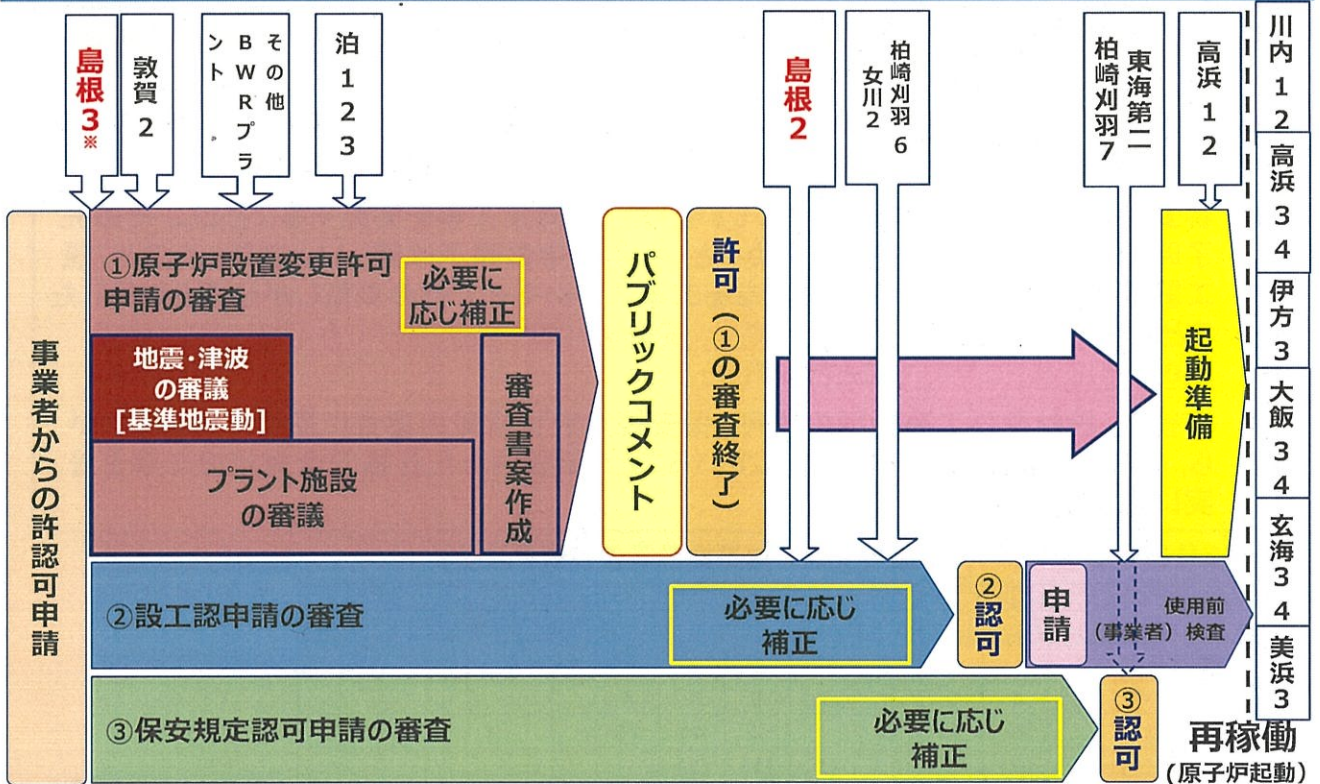 島根3※
敦賀2
その他
BWRプラ
ント
泊123
島根2
柏崎刈羽6
女川2
東海第二
柏崎刈羽7
高浜12
川内12
高浜34
伊方3
大飯34
玄海34
美浜3
事業者からの許認可申請
①原子炉設置変更許可
申請の審査
必要に
応じ補正
地震・津波
の審議
[基準地震動]
プラント施設
の審議
審査書案作成
パブリックコメント
許可(①の審査終了)
起動準備
②設工認申請の審査
必要に応じ
補正
②認可
申請
使用前
(事業者)検査
③保安規定認可申請の審査
必要に応じ
補正
③認可
再稼働
(原子炉起動)